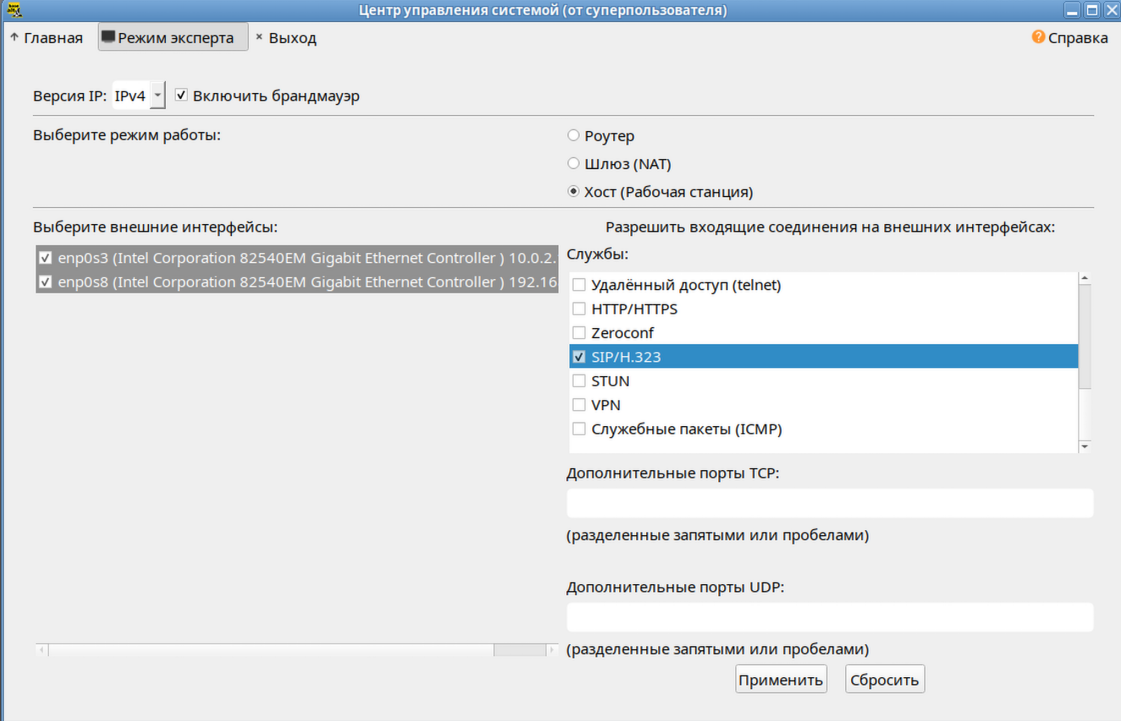 Центр управления системой (от суперпользователя)
Главная Режим эксперта Выход Справка
Версия IP: IPv4 Включить брандмауэр
Выберите режим работы:
Роутер
Шлюз (NAT)
Хост (Рабочая станция)
Выберите внешние интерфейсы:
enp0s3 (Intel Corporation 82540EM Gigabit Ethernet Controller ) 10.0.2.
enp0s8 (Intel Corporation 82540EM Gigabit Ethernet Controller ) 192.16
Разрешить входящие соединения на внешних интерфейсах:
Службы:
Удалённый доступ (telnet)
HTTP/HTTPS
Zeroconf
SIP/H.323
STUN
VPN
Служебные пакеты (ICMP)
Дополнительные порты TCP:
(разделенные запятыми или пробелами)
Дополнительные порты UDP:
(разделенные запятыми или пробелами)
Применить Сбросить